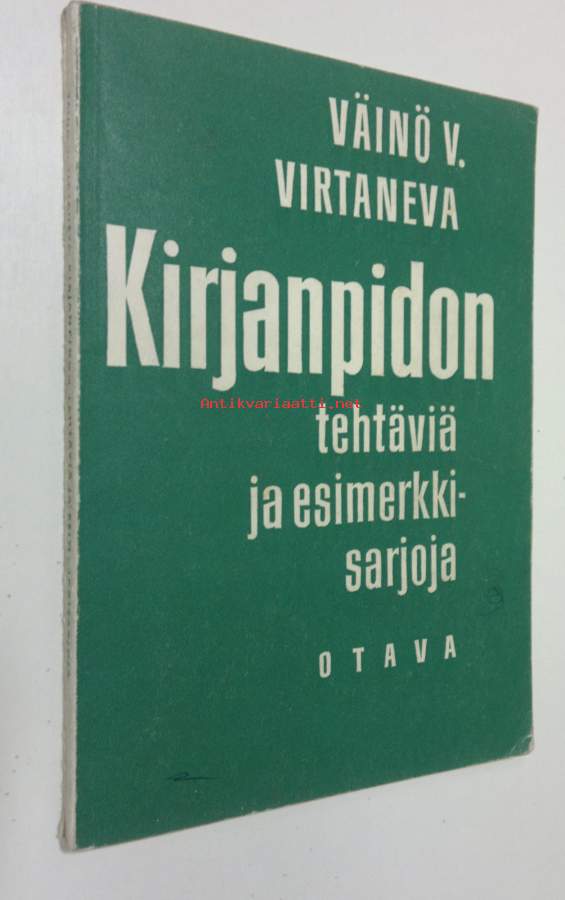 VÄINÖ V.
VIRTANEVA
Kirjanpidon
Antikvariaatti.net
tehtäviä
ja esimerkki-
sarjoja
OTAVA